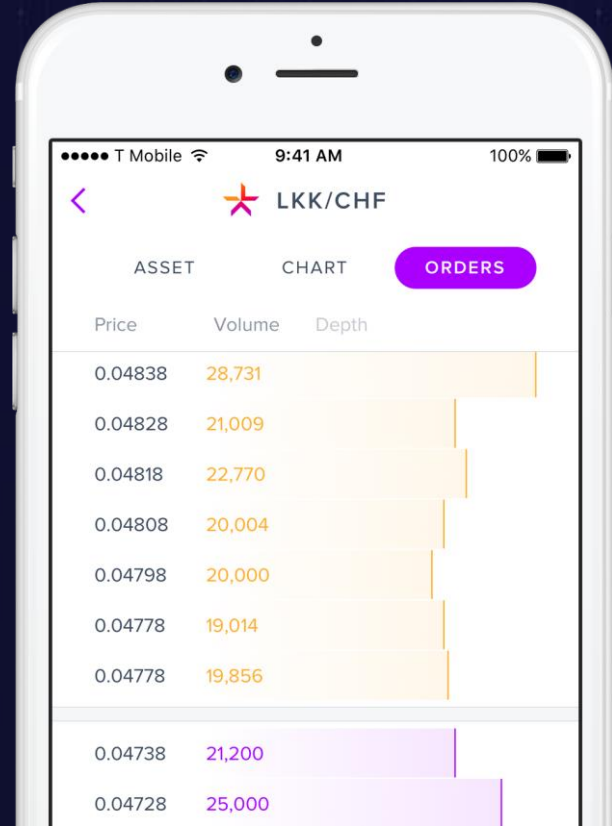 ●●●●● T Mobile 9:41 AM 100%
LKK/CHF
ASSET CHART ORDERS
Price Volume Depth
0.04838 28,731
0.04828 21,009
0.04818 22,770
0.04808 20,004
0.04798 20,000
0.04778 19,014
0.04778 19,856
0.04738 21,200
0.04728 25,000